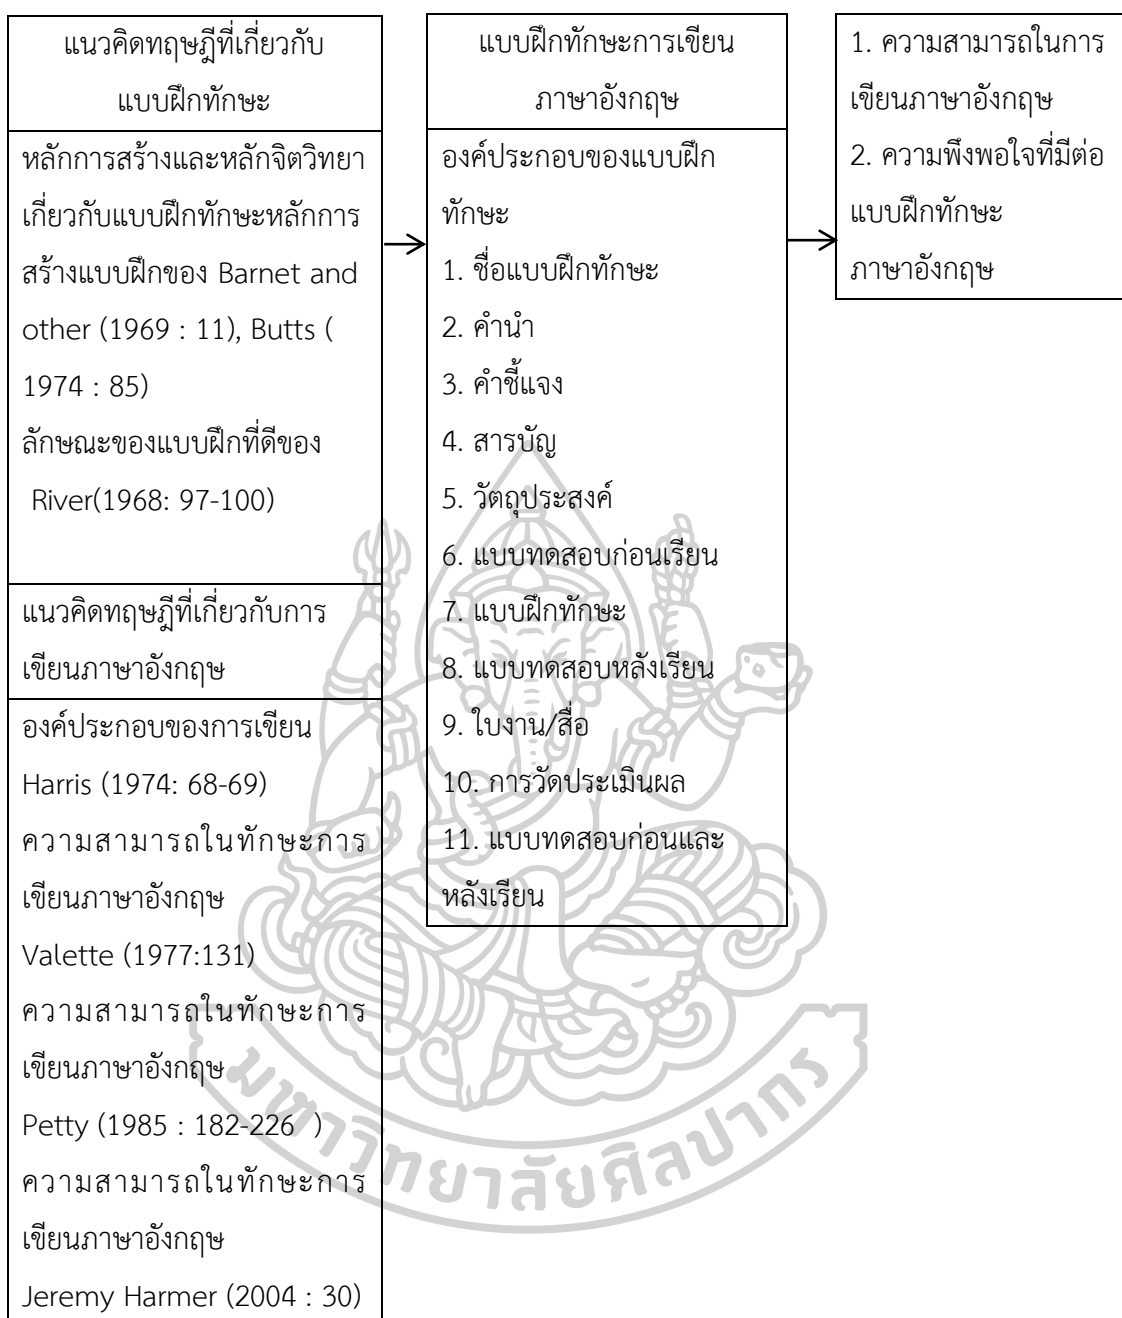 แนวคิดทฤษฎีที่เกี่ยวกับ
แบบฝึกทักษะ
หลักการสร้างและหลักจิตวิทยา
เกี่ยวกับแบบฝึกทักษะหลักการ
สร้างแบบฝึกของ Barnet and
other (1969 : 11), Butts (
1974 : 85)
ลักษณะของแบบฝึกที่ดีของ
River(1968: 97-100)
แนวคิดทฤษฎีที่เกี่ยวกับการ
เขียนภาษาอังกฤษ
องค์ประกอบของการเขียน
Harris (1974: 68-69)
ความสามารถในทักษะการ
เขียนภาษาอังกฤษ
Valette (1977:131)
ความสามารถในทักษะการ
เขียนภาษาอังกฤษ
Petty (1985 : 182-226 )
ความสามารถในทักษะการ
เขียนภาษาอังกฤษ
Jeremy Harmer (2004 : 30)
แบบฝึกทักษะการเขียน
ภาษาอังกฤษ
องค์ประกอบของแบบฝึก
ทักษะ
1. ชื่อแบบฝึกทักษะ
2. คำนำ
3. คำชี้แจง
4. สารบัญ
5. วัตถุประสงค์
6. แบบทดสอบก่อนเรียน
7. แบบฝึกทักษะ
8. แบบทดสอบหลังเรียน
9. ใบงาน/สื่อ
10. การวัดประเมินผล
11. แบบทดสอบก่อนและ
หลังเรียน
1. ความสามารถในการ
เขียนภาษาอังกฤษ
2. ความพึงพอใจที่มีต่อ
แบบฝึกทักษะ
ภาษาอังกฤษ
มหาวิทยาลัยศิลปากร